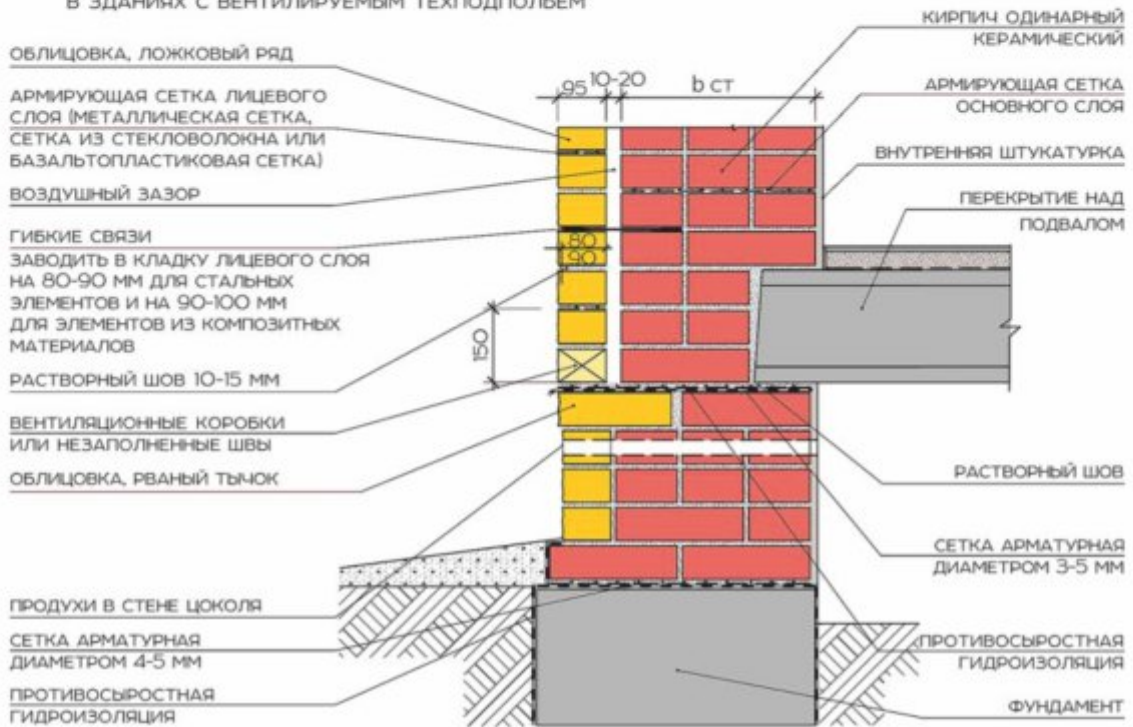 В ЗДАНИЯХ С ВЕНТИЛИРУЕМЫМ ТЕХПОДПОЛЬЕМ
ОБЛИЦОВКА, ЛОЖКОВЫЙ РЯД
АРМИРУЮЩАЯ СЕТКА ЛИЦЕВОГО
СЛОЯ (МЕТАЛЛИЧЕСКАЯ СЕТКА,
СЕТКА ИЗ СТЕКЛОВОЛОКНА ИЛИ
БАЗАЛЬТОПЛАСТИКОВАЯ СЕТКА)
ВОЗДУШНЫЙ ЗАЗОР
ГИБКИЕ СВЯЗИ
ЗАВОДИТЬ В КЛАДКУ ЛИЦЕВОГО СЛОЯ
НА 80-90 ММ ДЛЯ СТАЛЬНЫХ
ЭЛЕМЕНТОВ И НА 90-100 ММ
ДЛЯ ЭЛЕМЕНТОВ ИЗ КОМПОЗИТНЫХ
МАТЕРИАЛОВ
РАСТВОРНЫЙ ШОВ 10-15 ММ
ВЕНТИЛЯЦИОННЫЕ КОРОБКИ
ИЛИ НЕЗАПОЛНЕННЫЕ ШВЫ
ОБЛИЦОВКА, РВАНЫЙ ТЫЧОК
ПРОДУХИ В СТЕНЕ ЦОКОЛЯ
СЕТКА АРМАТУРНАЯ
ДИАМЕТРОМ 4-5 ММ
ПРОТИВОСЫРОСТНАЯ
ГИДРОИЗОЛЯЦИЯ
95 10-20 b СТ
80
90
150
КИРПИЧ ОДИНАРНЫЙ
КЕРАМИЧЕСКИЙ
АРМИРУЮЩАЯ СЕТКА
ОСНОВНОГО СЛОЯ
ВНУТРЕННЯЯ ШТУКАТУРКА
ПЕРЕКРЫТИЕ НАД
ПОДВАЛОМ
РАСТВОРНЫЙ ШОВ
СЕТКА АРМАТУРНАЯ
ДИАМЕТРОМ 3-5 ММ
ПРОТИВОСЫРОСТНАЯ
ГИДРОИЗОЛЯЦИЯ
ФУНДАМЕНТ